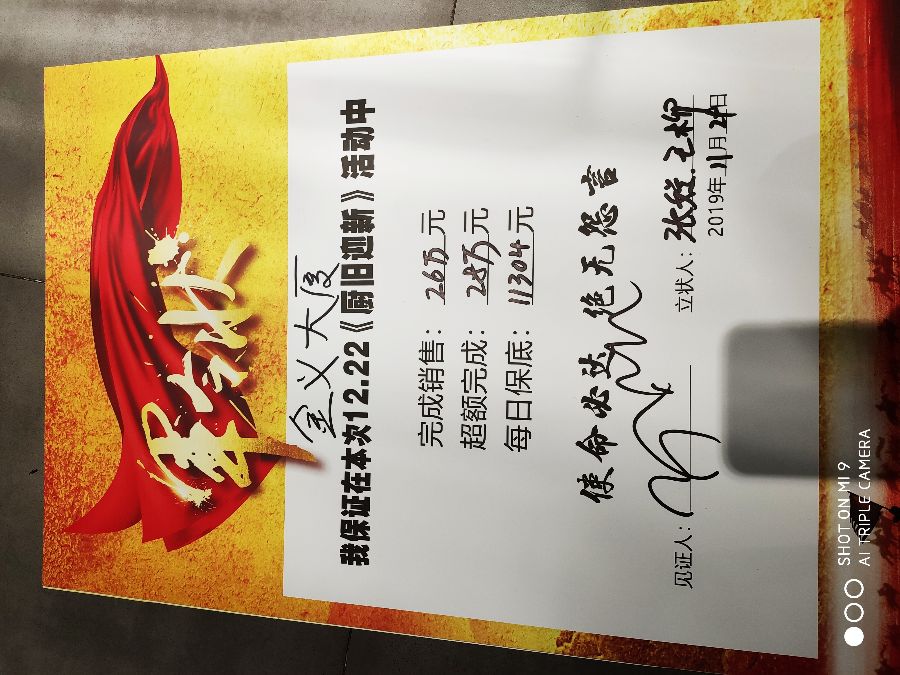 军令状
金义大厦
我保证在本次12.22《厨旧迎新》活动中
完成销售：26万元
超额完成：28万元
每日保底：11304元
使命必达绝无怨言
见证人： 立状人：张 王柳
2019年11月21日
SHOT ON MI 9
AI TRIPLE CAMERA